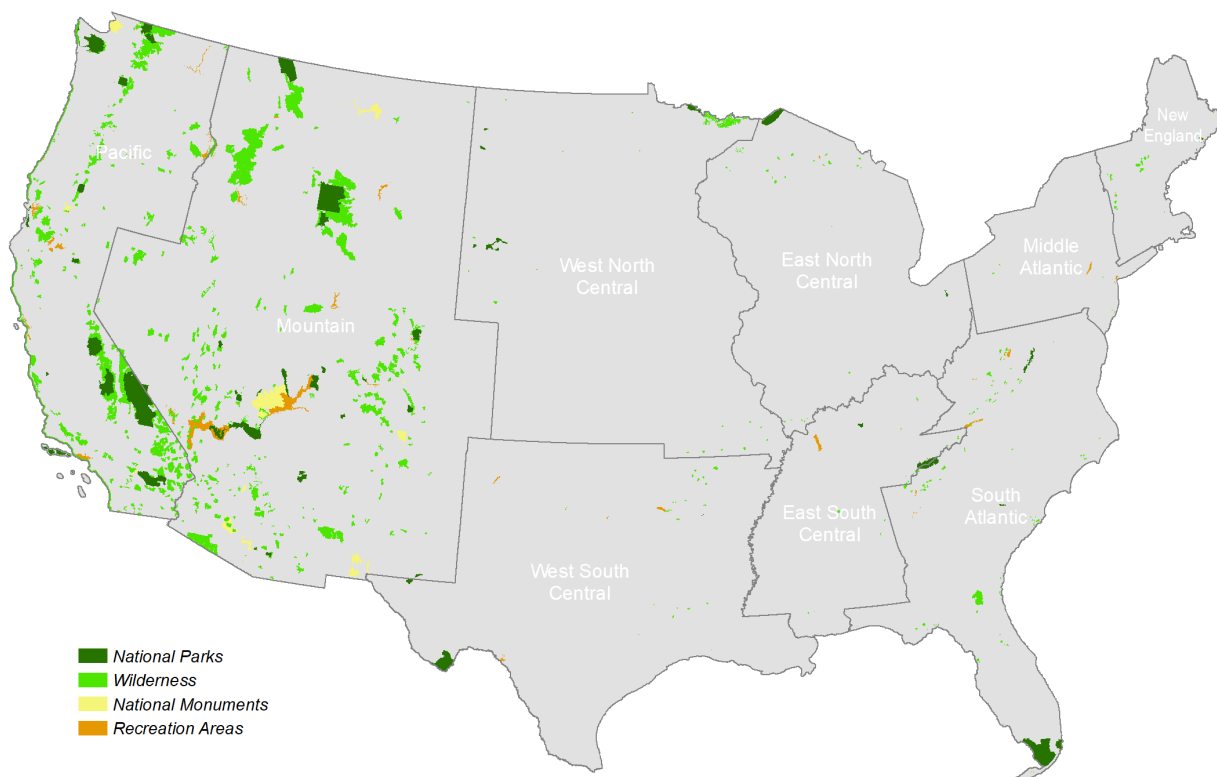 New
England
Pacific
Middle
Atlantic
West North
Central
East North
Central
Mountain
South
Atlantic
East South
Central
West South
Central
National Parks
Wilderness
National Monuments
Recreation Areas